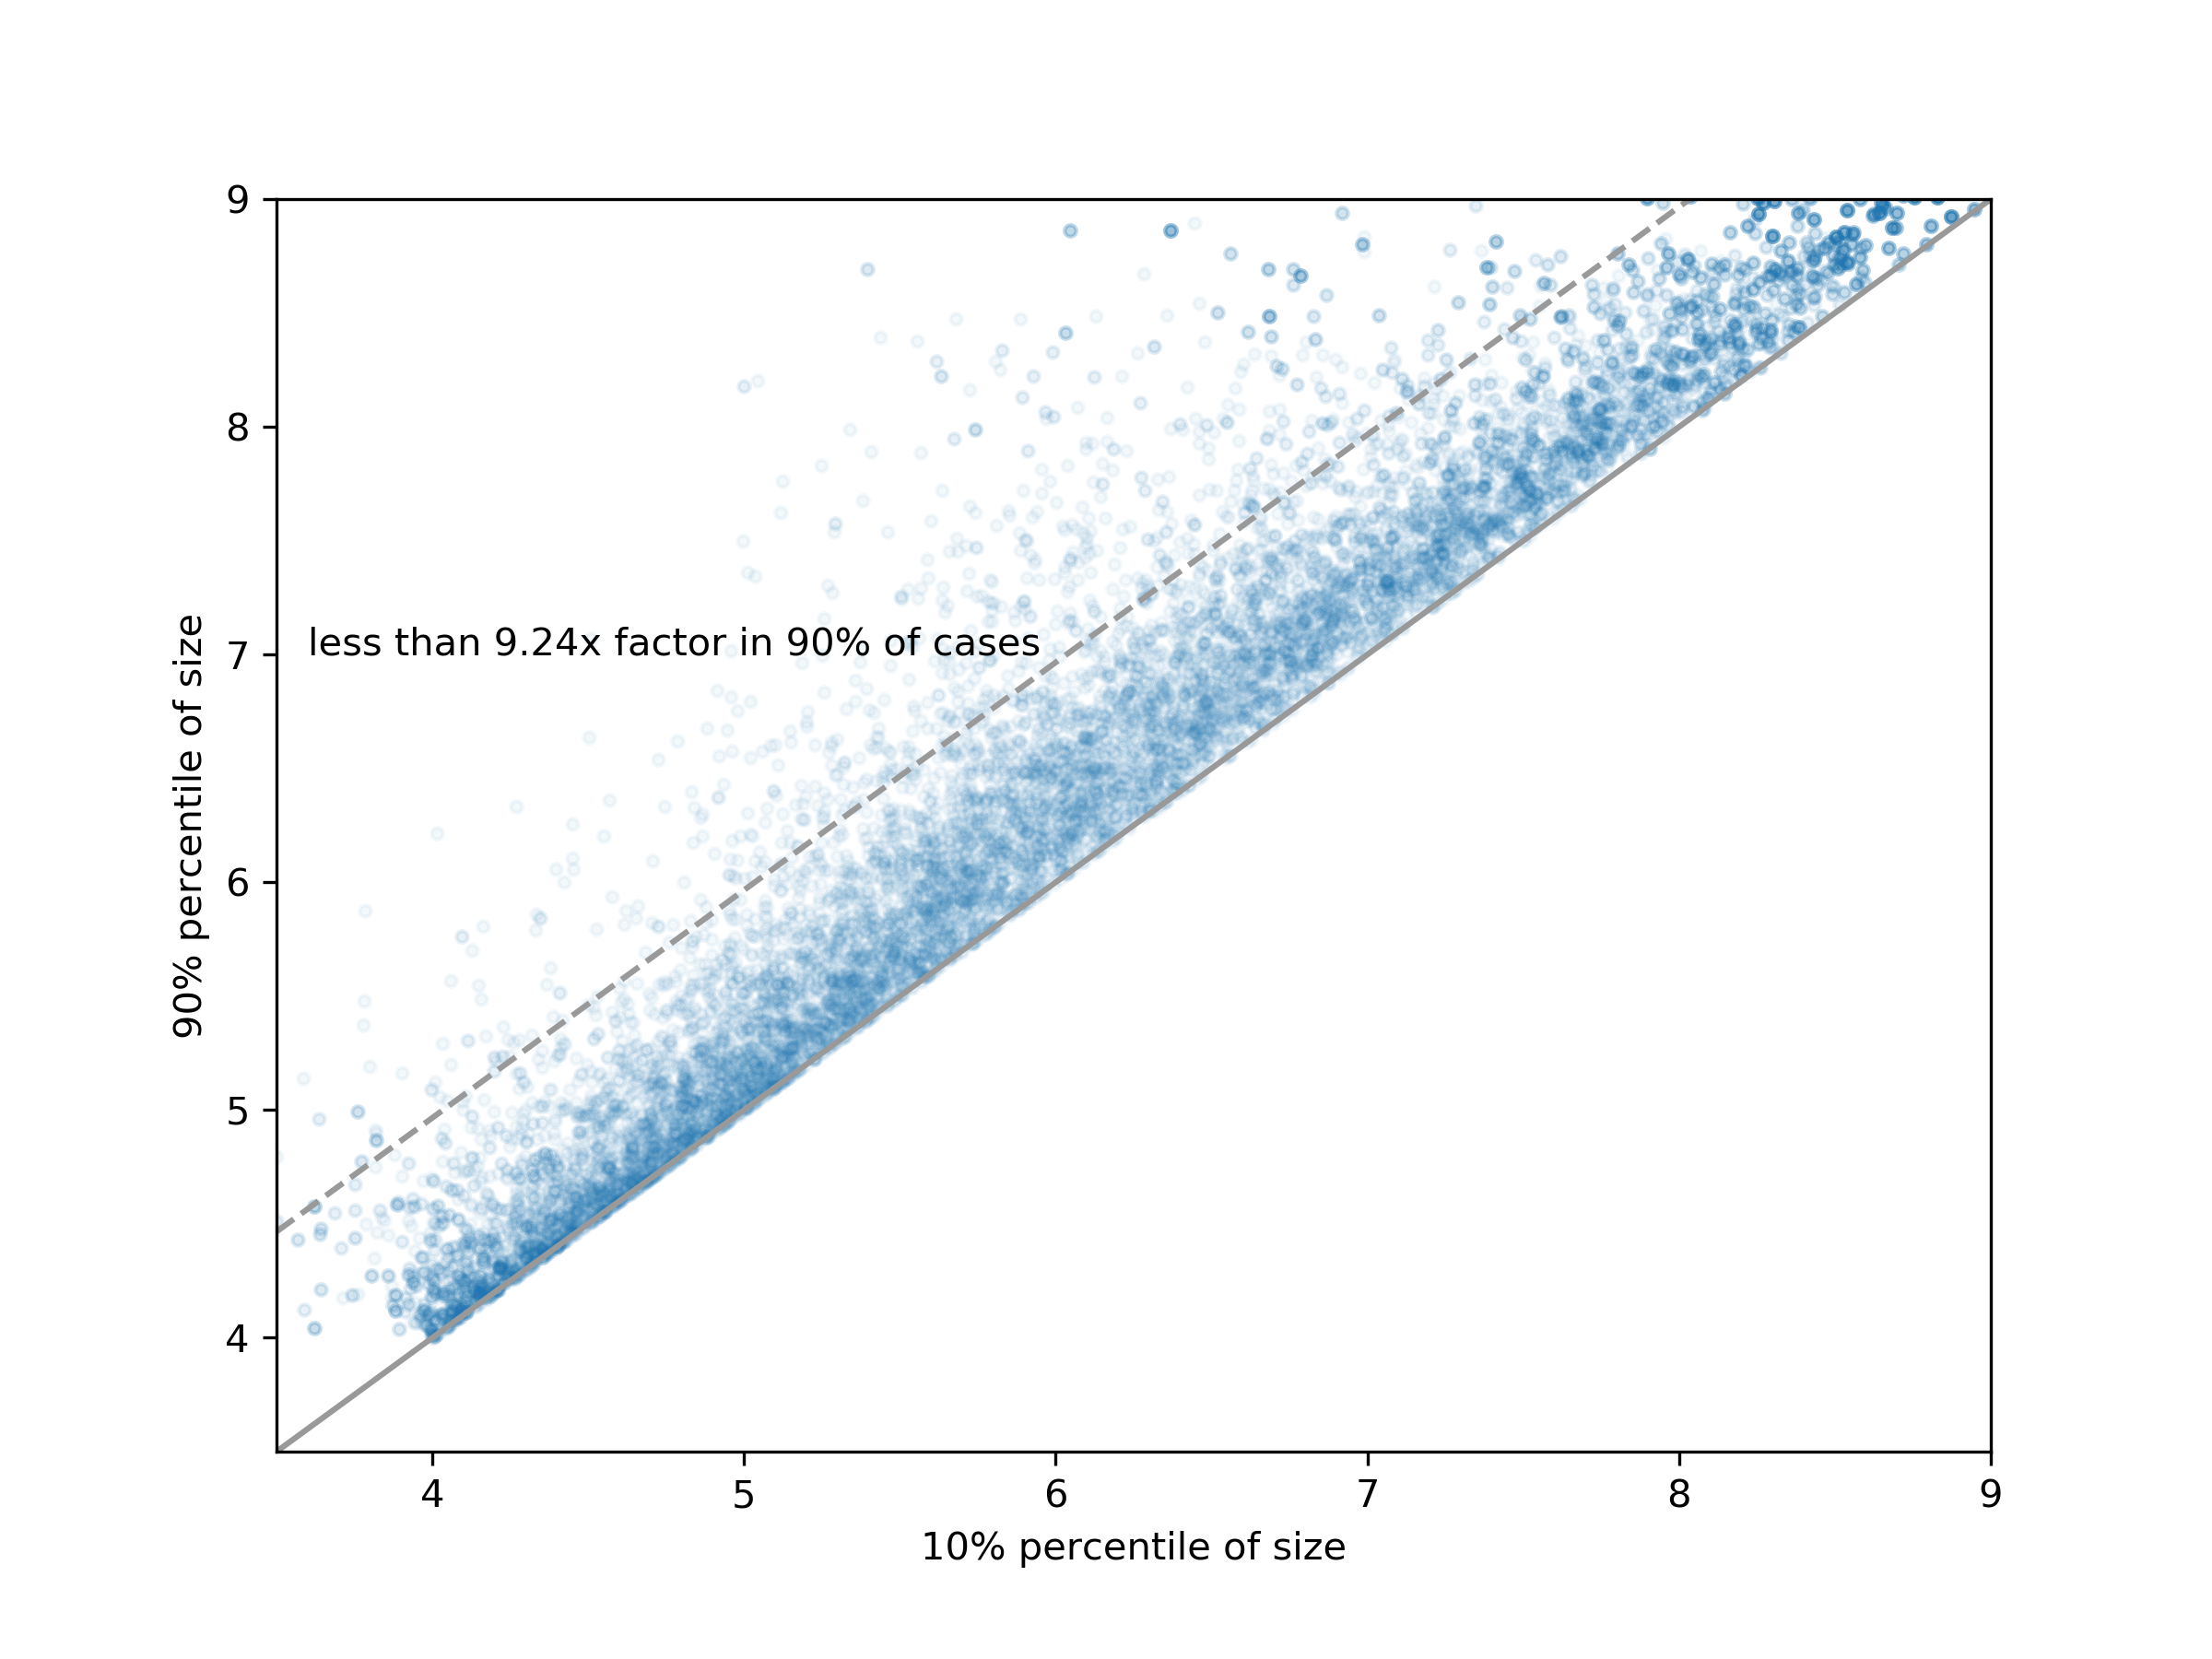 9
8
7
6
5
4
90% percentile of size
less than 9.24x factor in 90% of cases
4 5 6 7 8 9
10% percentile of size